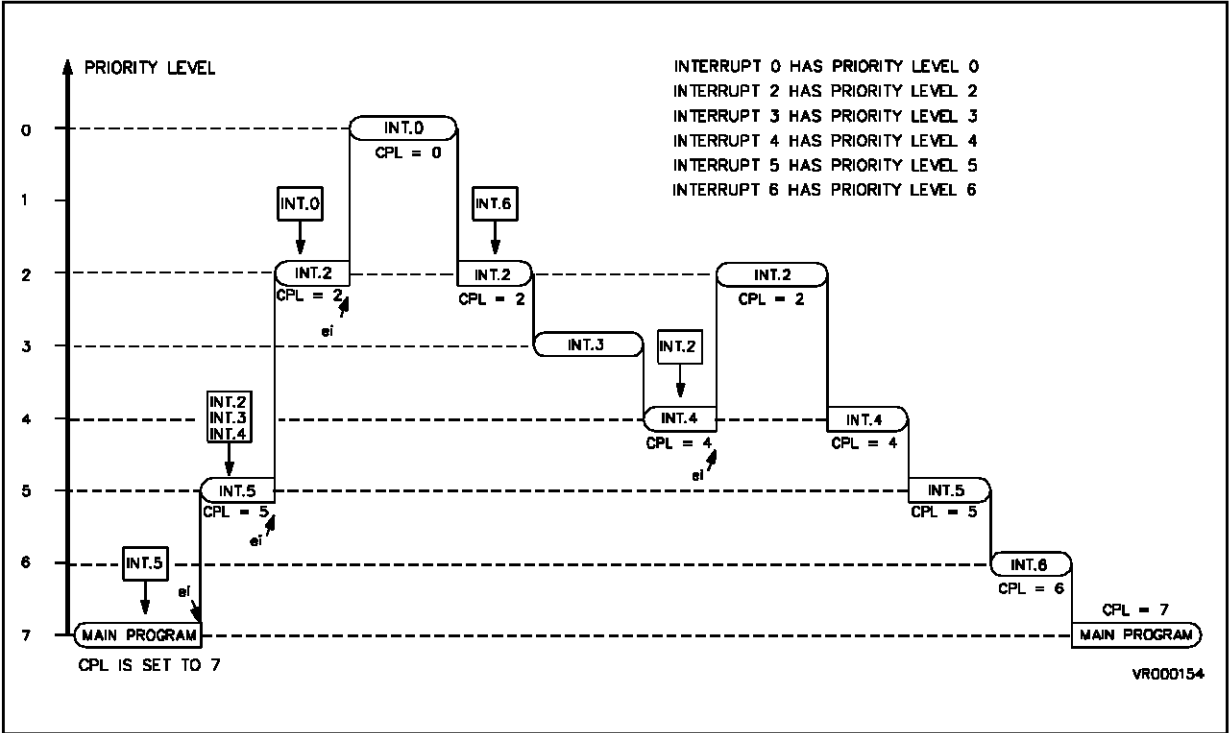 PRIORITY LEVEL
INTERRUPT 0 HAS PRIORITY LEVEL 0
INTERRUPT 2 HAS PRIORITY LEVEL 2
INTERRUPT 3 HAS PRIORITY LEVEL 3
INTERRUPT 4 HAS PRIORITY LEVEL 4
INTERRUPT 5 HAS PRIORITY LEVEL 5
INTERRUPT 6 HAS PRIORITY LEVEL 6
0
INT.0
CPL = 0
1
INT.0
INT.6
2
INT.2
CPL = 2
ei
INT.2
CPL = 2
INT.2
CPL = 2
3
INT.3
INT.2
INT.2
INT.3
INT.4
4
INT.4
CPL = 4
ei
INT.4
CPL = 4
5
INT.5
CPL = 5
ei
INT.5
CPL = 5
6
INT.5
ei
INT.6
CPL = 6
CPL = 7
7
MAIN PROGRAM
CPL IS SET TO 7
MAIN PROGRAM
VR000154